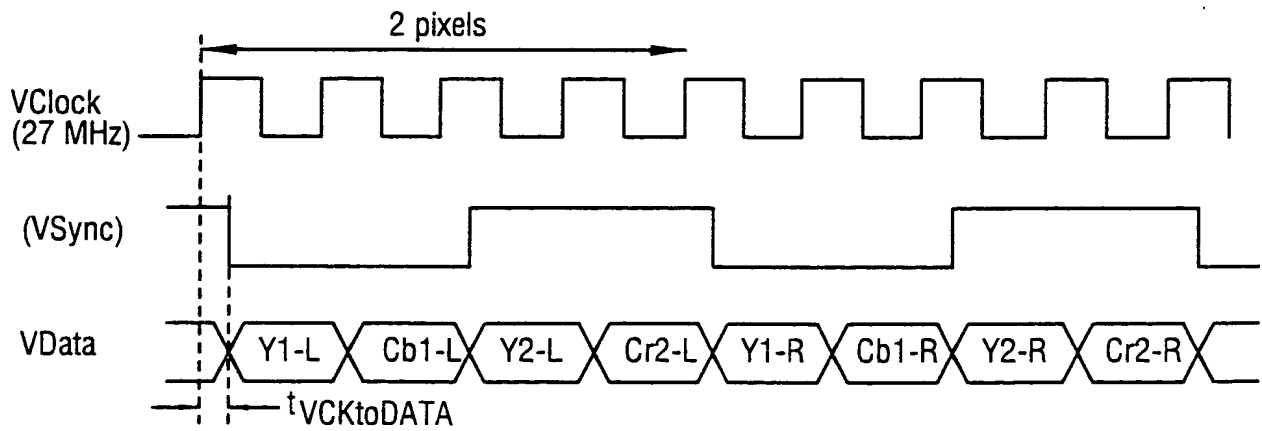 2 pixels
VClock
(27 MHz)
(VSync)
VData
Y1-L Cb1-L Y2-L Cr2-L Y1-R Cb1-R Y2-R Cr2-R
tVCKtoDATA